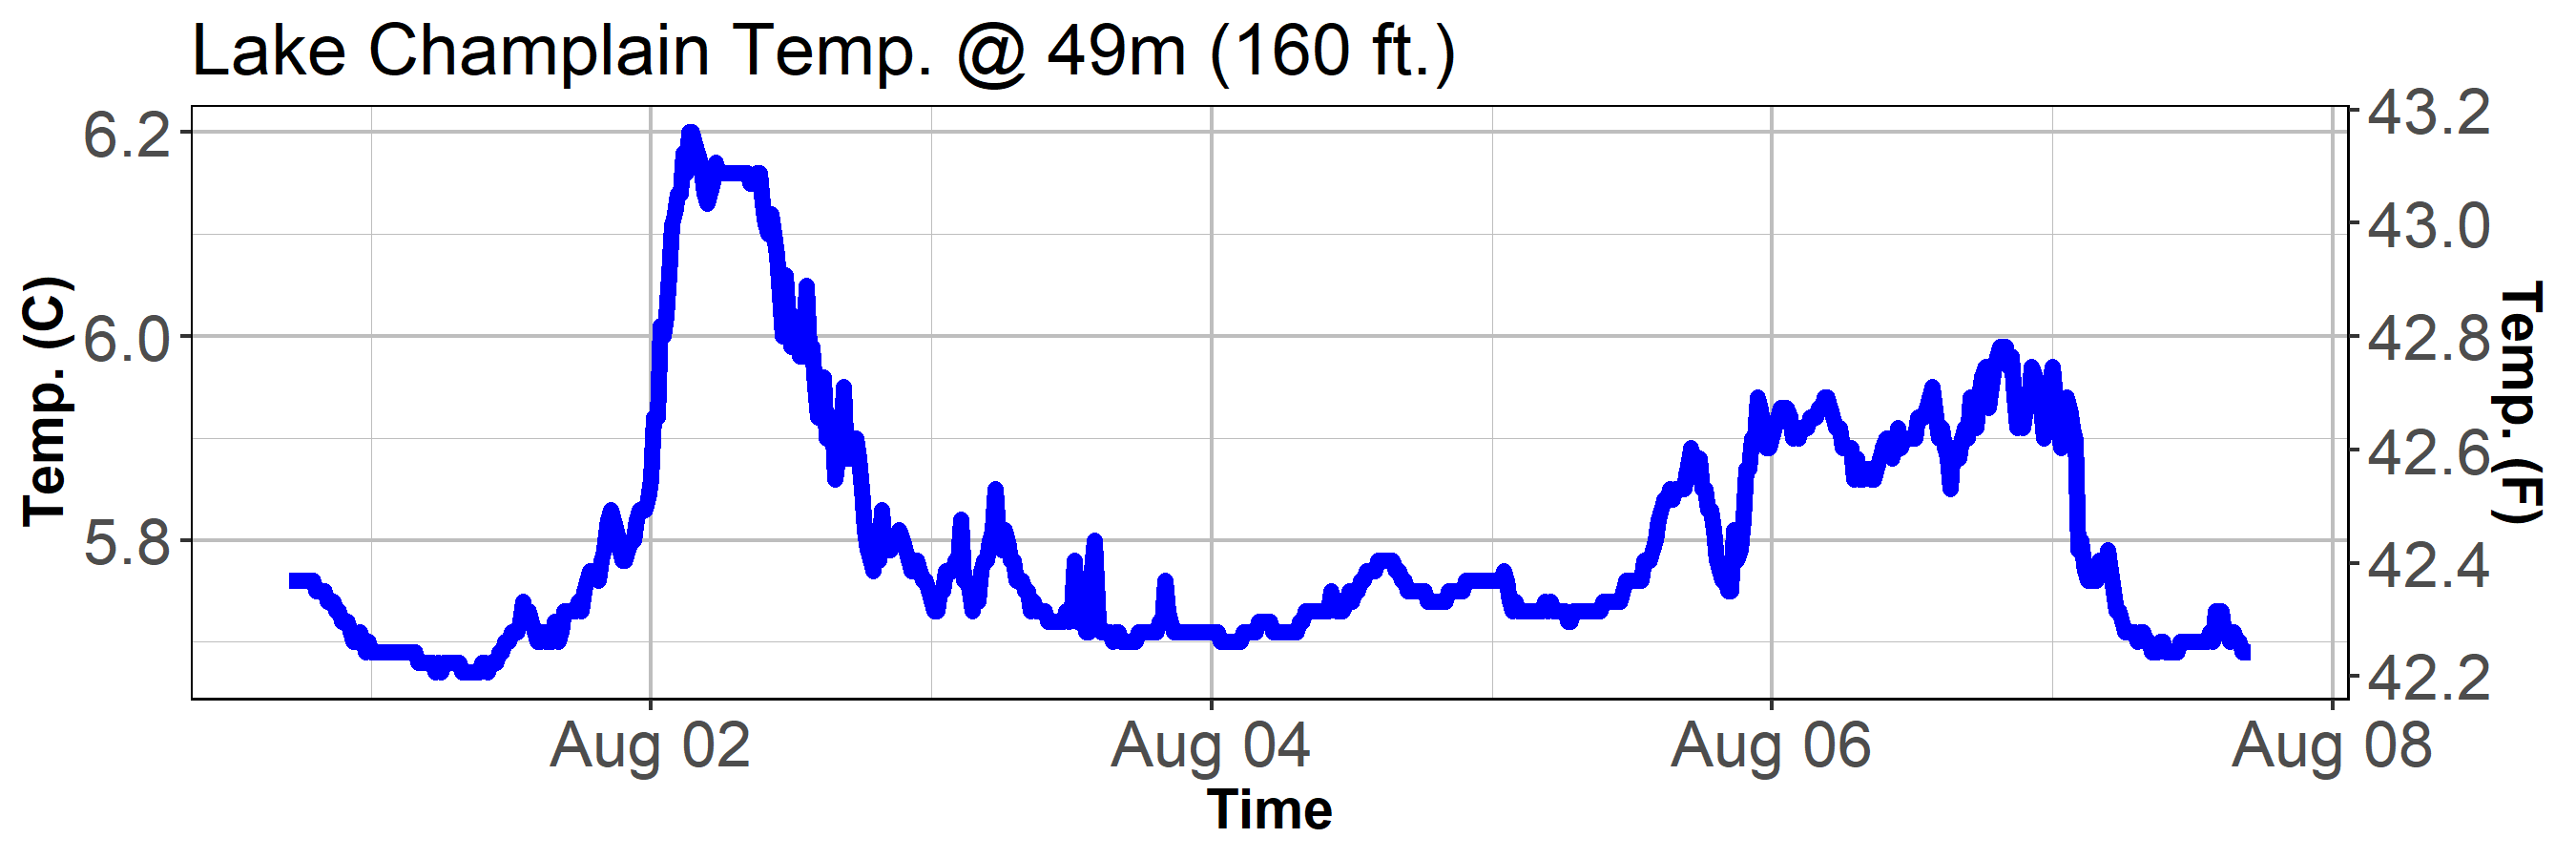 Lake Champlain Temp. @ 49m (160 ft.)
Temp. (C)
6.2
6.0
5.8
43.2
43.0
42.8
42.6
42.4
42.2
Temp. (F)
Aug 02
Aug 04
Aug 06
Aug 08
Time